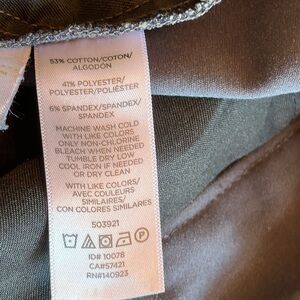 53% COTTON/COTON/
ALGODÓN
41% POLYESTER/
POLYESTER/POLIÉSTER
6% SPANDEX/SPANDEX/
SPANDEX
MACHINE WASH COLD
WITH LIKE COLORS
ONLY NON-CHLORINE
BLEACH WHEN NEEDED
TUMBLE DRY LOW
COOL IRON IF NEEDED
OR DRY CLEAN
WITH LIKE COLORS/
AVEC COULEURS
SIMILAIRES/
CON COLORES SIMILARES
503921
ID# 10078
CA#57421
RN#140923